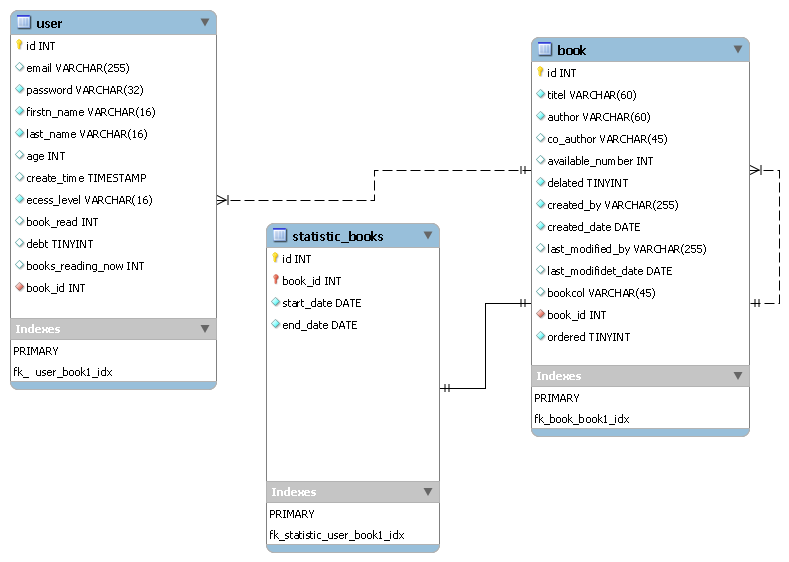 user
id INT
email VARCHAR(255)
password VARCHAR(32)
firstn_name VARCHAR(16)
last_name VARCHAR(16)
age INT
create_time TIMESTAMP
ecess_level VARCHAR(16)
book_read INT
debt TINYINT
books_reading_now INT
book_id INT
Indexes
PRIMARY
fk_ user_book1_idx
statistic_books
id INT
book_id INT
start_date DATE
end_date DATE
Indexes
PRIMARY
fk_statistic_user_book1_idx
book
id INT
titel VARCHAR(60)
author VARCHAR(60)
co_author VARCHAR(45)
available_number INT
delated TINYINT
created_by VARCHAR(255)
created_date DATE
last_modified_by VARCHAR(255)
last_modifidet_date DATE
bookcol VARCHAR(45)
book_id INT
ordered TINYINT
Indexes
PRIMARY
fk_book_book1_idx